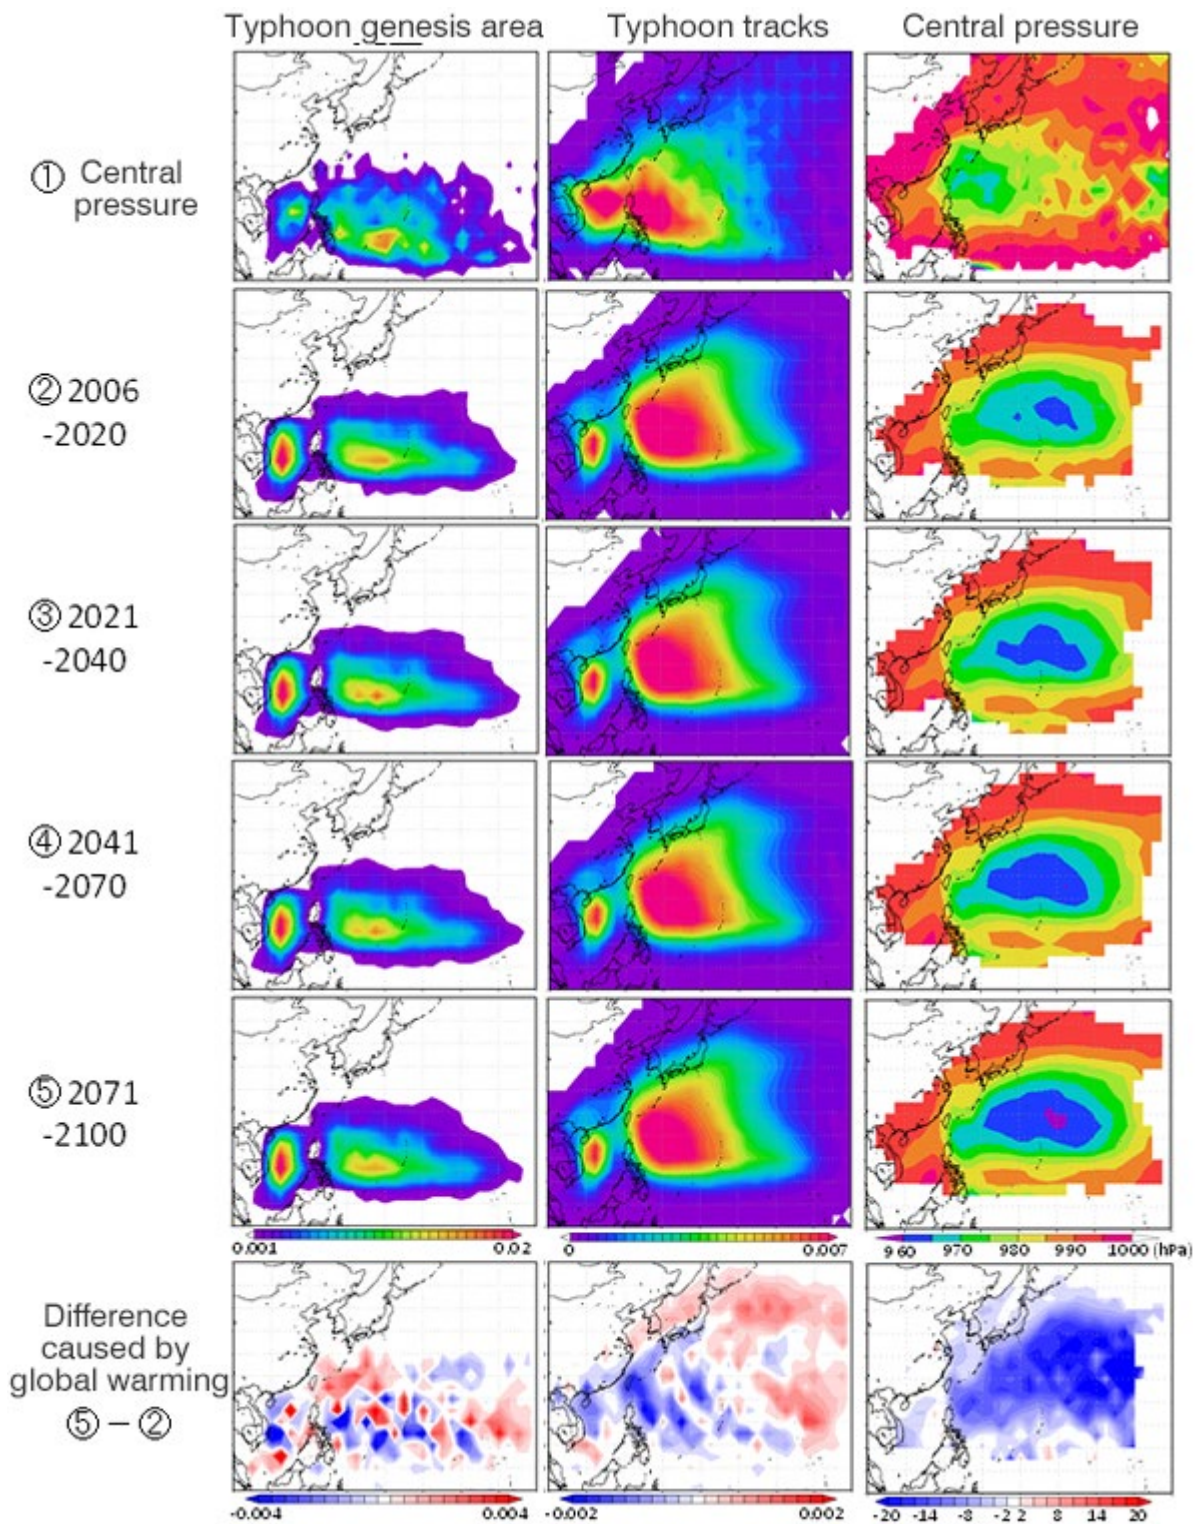 Typhoon genesis area Typhoon tracks Central pressure
① Central
pressure
② 2006
-2020
③ 2021
-2040
④ 2041
-2070
⑤ 2071
-2100
0.001 0.02 0 0.007 960 970 980 990 1000 (hPa)
Difference
caused by
global warming
⑤ − ②
-0.004 0.004 -0.002 0.002 -20 -14 -8 -2 2 8 14 20